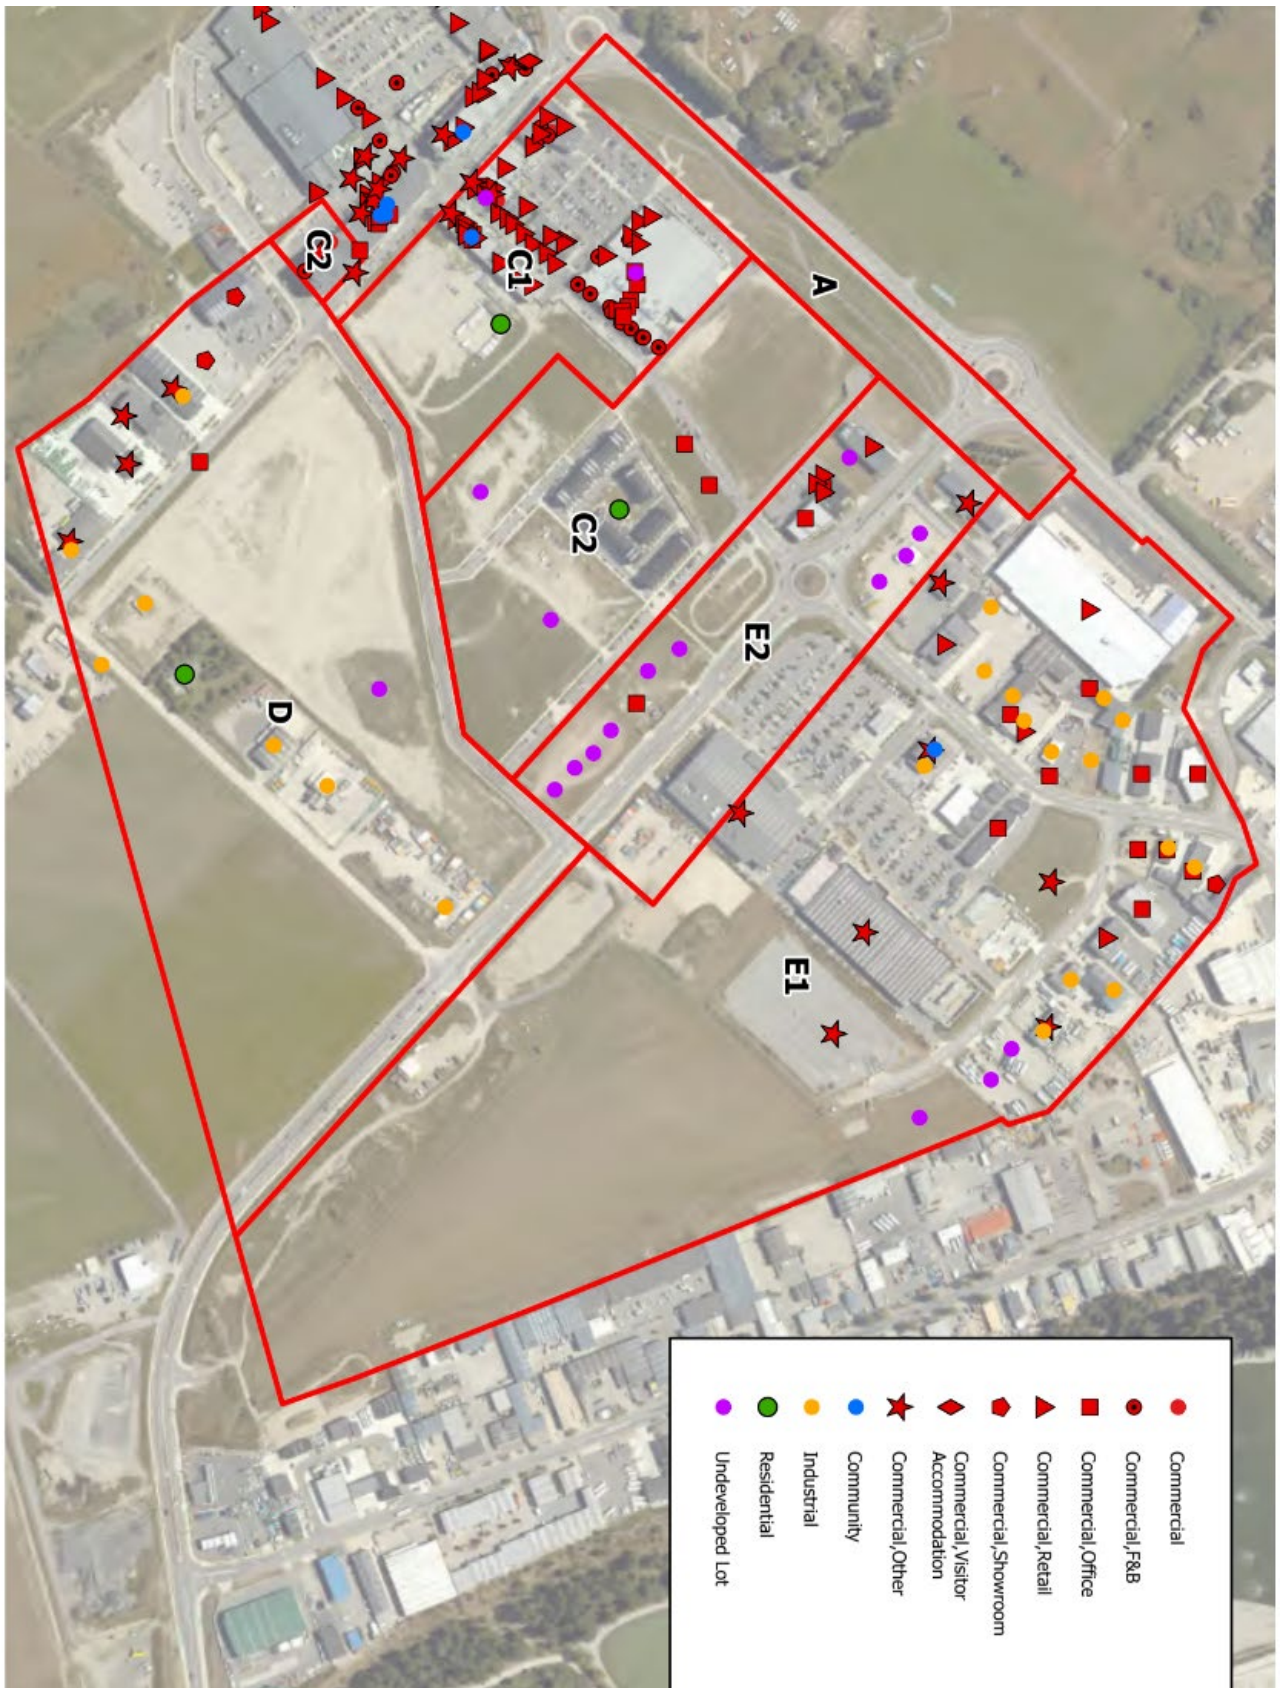 A
C1
C2
C2
E2
D
E1
Commercial
Commercial,F&B
Commercial,Office
Commercial,Retail
Commercial,Showroom
Commercial,Visitor
Accommodation
Commercial,Other
Community
Industrial
Residential
Undeveloped Lot